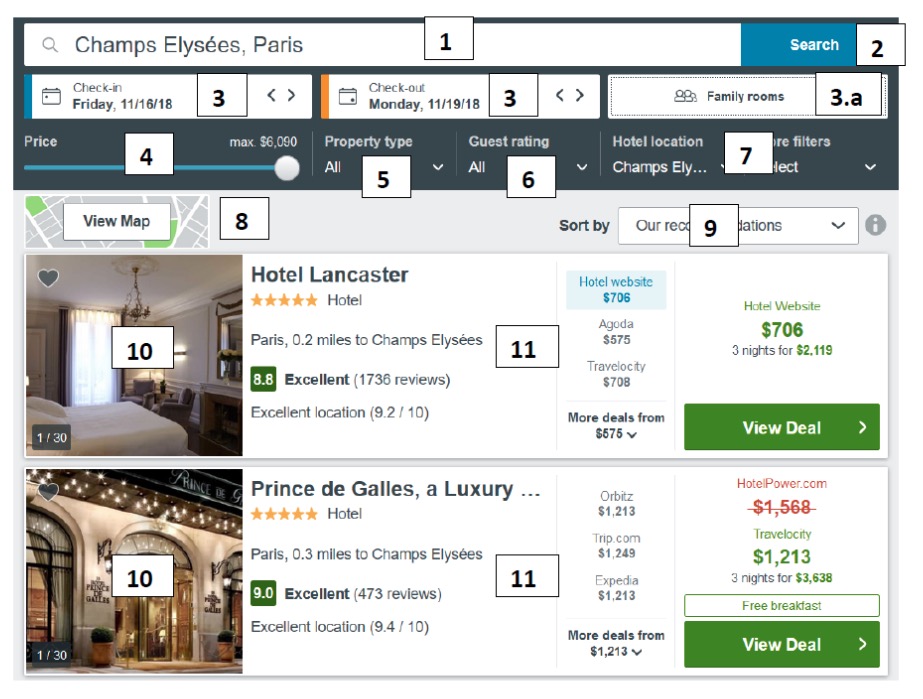 1
Champs Elysées, Paris
Search
2
Check-in
Friday, 11/16/18
3
Check-out
Monday, 11/19/18
3
Family rooms
3.a
Price
max. $6,090
4
Property type
All
5
Guest rating
All
6
Hotel location
Champs Ely...
7
filters
View Map
8
Sort by
Our
9
Hotel Lancaster
Hotel
Paris, 0.2 miles to Champs Elysées
8.8 Excellent (1736 reviews)
Excellent location (9.2 / 10)
10
1 / 30
11
Hotel website
$706
Agoda
$575
Travelocity
$708
More deals from
$575
Hotel Website
$706
3 nights for $2,119
View Deal
PRINCE DE G
Prince de Galles, a Luxury ...
Hotel
Paris, 0.3 miles to Champs Elysées
9.0 Excellent (473 reviews)
Excellent location (9.4 / 10)
10
1 / 30
11
Orbitz
$1,213
Trip.com
$1,249
Expedia
$1,213
More deals from
$1,213
HotelPower.com
$1,568
Travelocity
$1,213
3 nights for $3,638
Free breakfast
View Deal